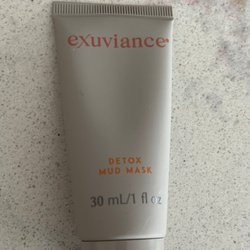 exuviance
DETOX
MUD MASK
30 mL/1 fl oz